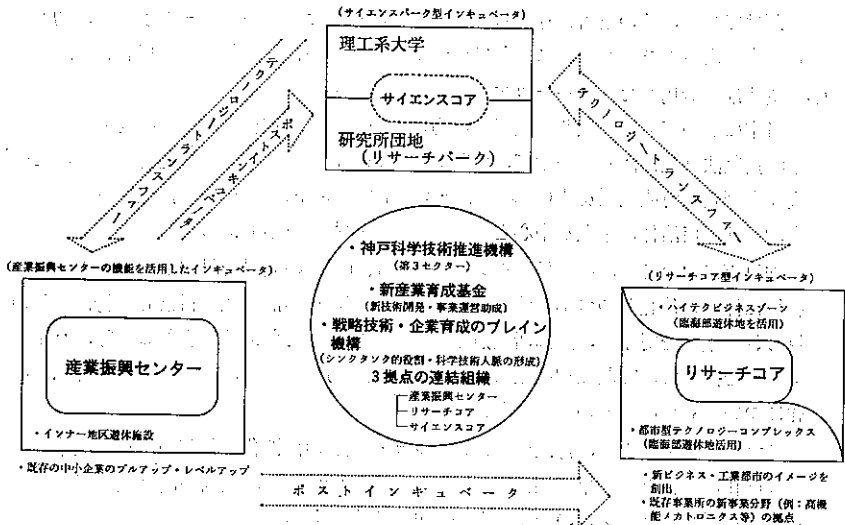 (サイエンスパーク型インキュベータ)
理工系大学
サイエンスコア
研究所団地
(リサーチパーク)
テクノロジートランスファー
ポストインキュベータ
テクノロジートランスファー
・神戸科学技術推進機構
(第3セクター)
・新産業育成基金
(新技術開発・事業運営助成)
・戦略技術・企業育成のブレイン
機構
(シンクタンク的役割・科学技術人脈の形成)
3拠点の連結組織
産業振興センター
リサーチコア
サイエンスコア
(産業振興センターの機能を活用したインキュベータ)
産業振興センター
・インナー地区遊休施設
・既存の中小企業のプルアップ・レベルアップ
(リサーチコア型インキュベータ)
・ハイテクビジネスゾーン
(臨海部遊休地を活用)
リサーチコア
・都市型テクノロジーコンプレックス
(臨海部遊休地活用)
・新ビジネス・工業都市のイメージを
創出
・既存事業所の新事業分野(例:高機
能メカトロニクス等)の拠点
ポストインキュベータ